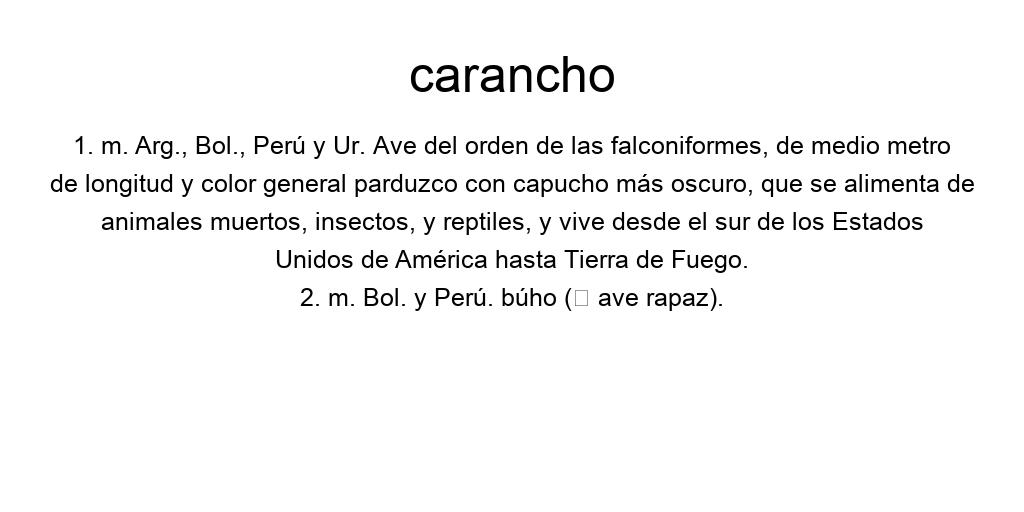 carancho
1. m. Arg., Bol., Perú y Ur. Ave del orden de las falconiformes, de medio metro
de longitud y color general parduzco con capucho más oscuro, que se alimenta de
animales muertos, insectos, y reptiles, y vive desde el sur de los Estados
Unidos de América hasta Tierra de Fuego.
2. m. Bol. y Perú. búho (□ ave rapaz).